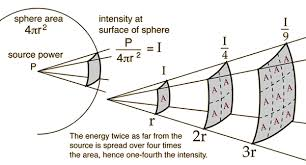 sphere area
4πr²
source power
P
intensity at
surface of sphere
P
4πr² = I
I
A
r
I
4
A A
A A
2r
I
9
A A A
A A A
A A A
3r
The energy twice as far from the
source is spread over four times
the area, hence one-fourth the intensity.